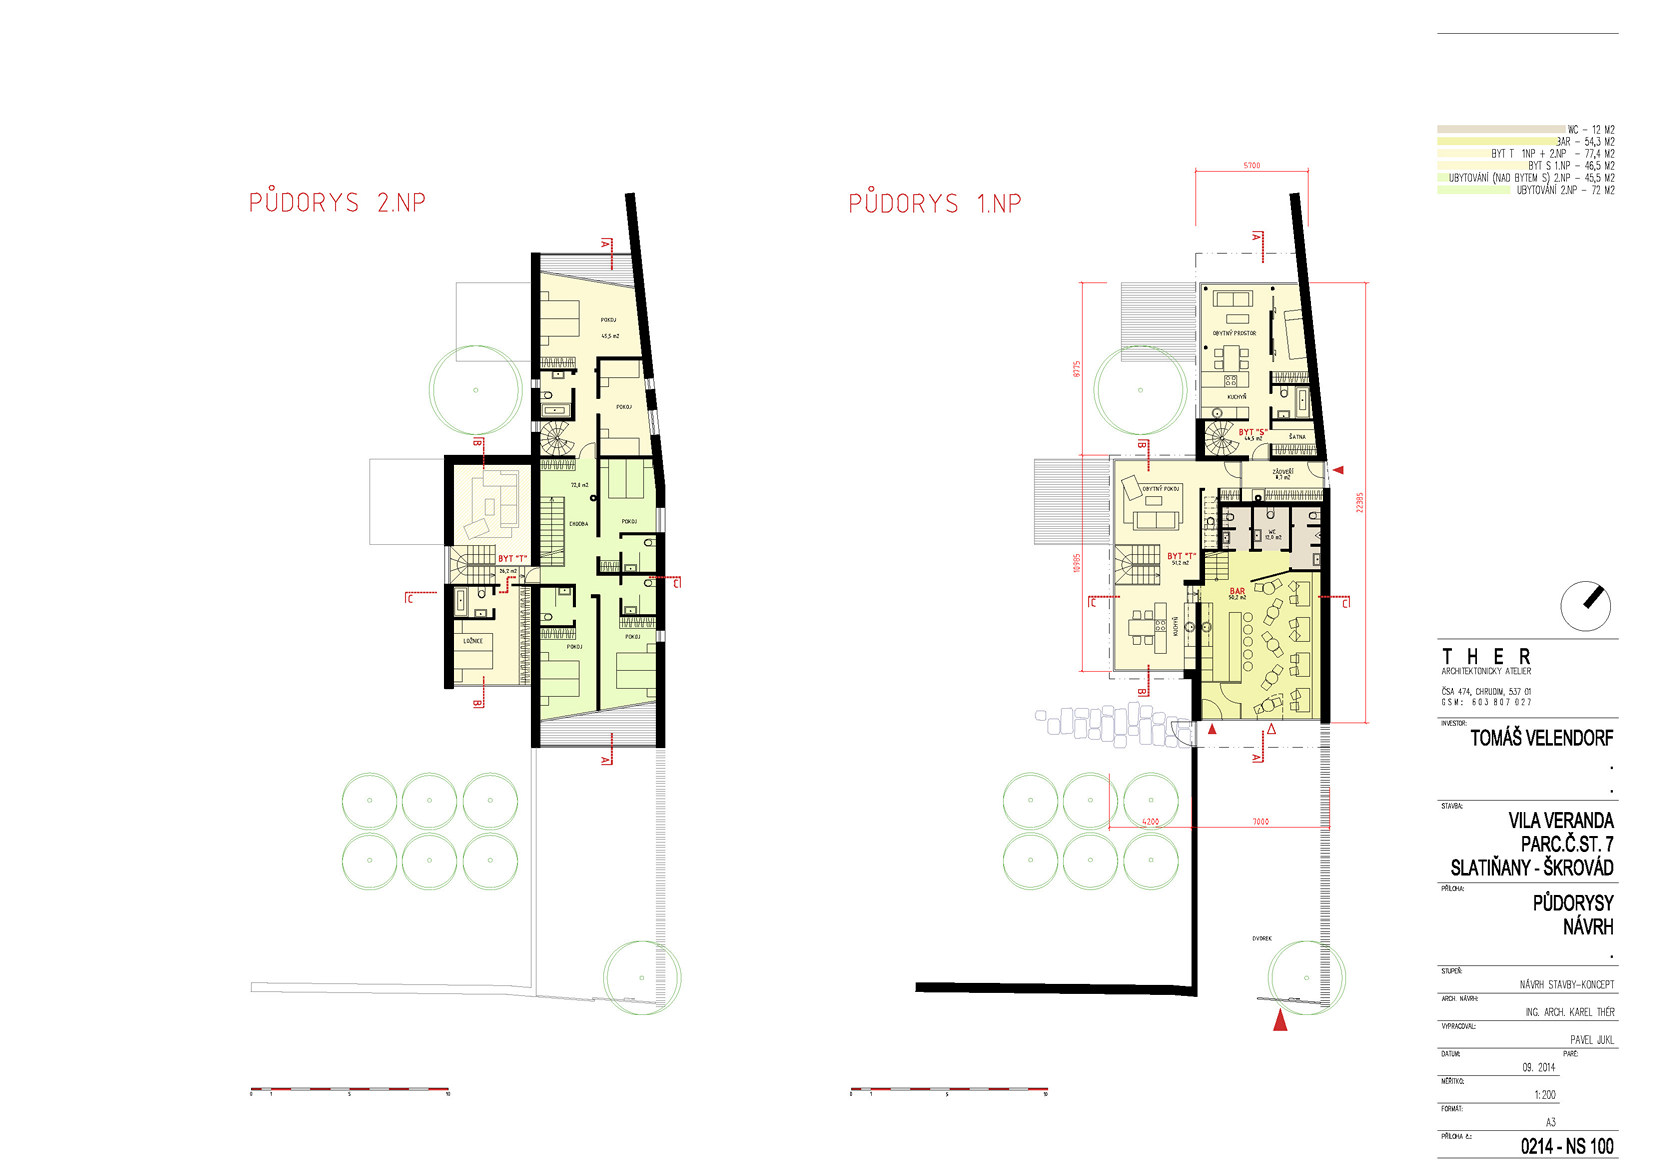 PŮDORYS 2.NP
A
POKOJ
45,5 m2
POKOJ
B
72,0 m2
CHODBA
POKOJ
BYT "T"
26,2 m2
C
C
LOŽNICE
POKOJ
POKOJ
B
A
0 1 5 10
PŮDORYS 1.NP
5700
A
OBYTNÝ PROSTOR
6775
KUCHYŇ
BYT "S"
46,5 m2
ŠATNA
B
ZÁDVEŘÍ
8,7 m2
OBYTNÝ POKOJ
22385
WC
12,0 m2
BYT "T"
51,2 m2
10985
BAR
50,2 m2
C
C
KUCHYŇ
B
A
4200
7000
DVOREK
0 1 5 10
WC – 12 M2
BAR – 54,3 M2
BYT T 1NP + 2.NP – 77,4 M2
BYT S 1.NP – 46,5 M2
UBYTOVÁNÍ (NAD BYTEM S) 2.NP – 45,5 M2
UBYTOVÁNÍ 2.NP – 72 M2
THER
ARCHITEKTONICKÝ ATELIER
ČSA 474, CHRUDIM, 537 01
GSM: 603 807 027
INVESTOR:
TOMÁŠ VELENDORF
.
.
STAVBA:
VILA VERANDA
PARC.Č.ST. 7
SLATIŇANY - ŠKROVÁD
PŘÍLOHA:
PŮDORYSY
NÁVRH
.
STUPEŇ:
NÁVRH STAVBY–KONCEPT
ARCH. NÁVRH:
ING. ARCH. KAREL THÉR
VYPRACOVAL:
PAVEL JUKL
DATUM: PARÉ:
09. 2014
MĚŘÍTKO:
1:200
FORMÁT:
A3
PŘÍLOHA č.:
0214 - NS 100